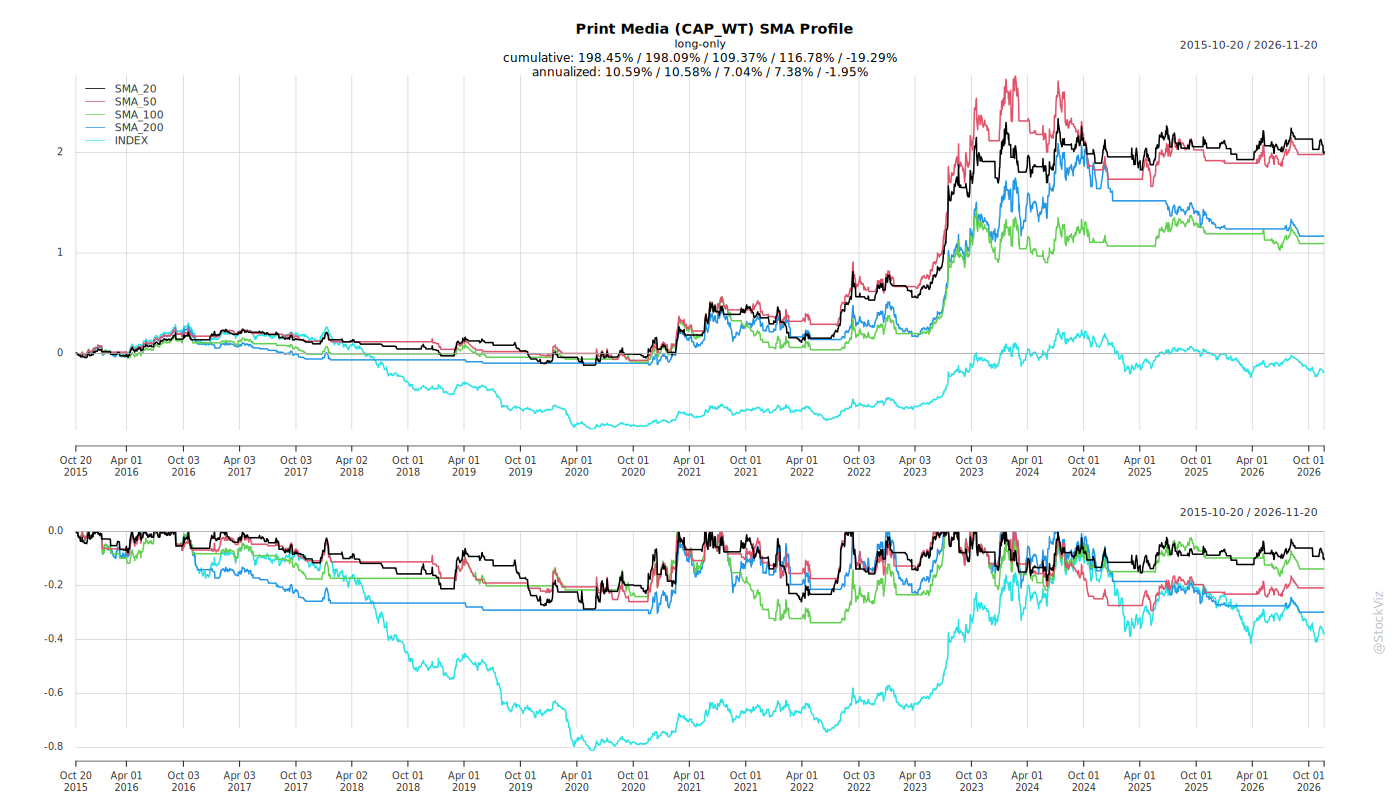 Print Media (CAP_WT) SMA Profile
long-only
cumulative: 198.45% / 198.09% / 109.37% / 116.78% / -19.29%
annualized: 10.59% / 10.58% / 7.04% / 7.38% / -1.95%
2015-10-20 / 2026-11-20
SMA_20
SMA_50
SMA_100
SMA_200
INDEX
2
1
0
Oct 20 Apr 01 Oct 03 Apr 03 Oct 03 Apr 02 Oct 01 Apr 01 Oct 01 Apr 01 Oct 01 Apr 01 Oct 01 Apr 01 Oct 03 Apr 03 Oct 03 Apr 01 Oct 01 Apr 01 Oct 01 Apr 01 Oct 01
2015 2016 2016 2017 2017 2018 2018 2019 2019 2020 2020 2021 2021 2022 2022 2023 2023 2024 2024 2025 2025 2026 2026
2015-10-20 / 2026-11-20
0.0
-0.2
-0.4
-0.6
-0.8
Oct 20 Apr 01 Oct 03 Apr 03 Oct 03 Apr 02 Oct 01 Apr 01 Oct 01 Apr 01 Oct 01 Apr 01 Oct 01 Apr 01 Oct 03 Apr 03 Oct 03 Apr 01 Oct 01 Apr 01 Oct 01 Apr 01 Oct 01
2015 2016 2016 2017 2017 2018 2018 2019 2019 2020 2020 2021 2021 2022 2022 2023 2023 2024 2024 2025 2025 2026 2026
@StockViz